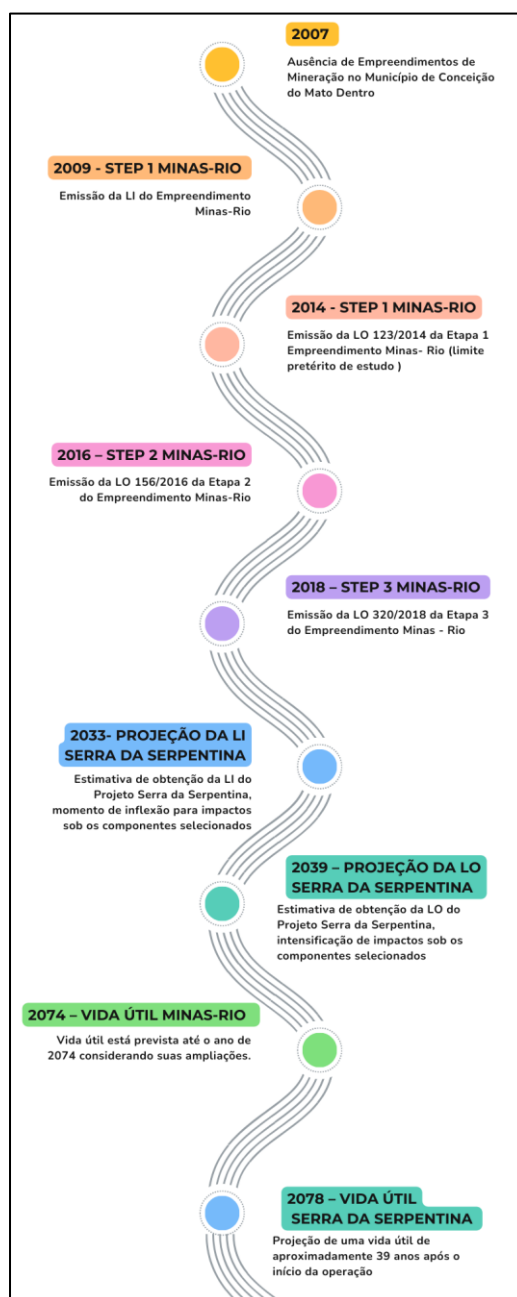 2007
Ausência de Empreendimentos de
Mineração no Município de Conceição
do Mato Dentro
2009 - STEP 1 MINAS-RIO
Emissão da LI do Empreendimento
Minas-Rio
2014 - STEP 1 MINAS-RIO
Emissão da LO 123/2014 da Etapa 1
Empreendimento Minas- Rio (limite
pretérito de estudo )
2016 – STEP 2 MINAS-RIO
Emissão da LO 156/2016 da Etapa 2
do Empreendimento Minas-Rio
2018 – STEP 3 MINAS-RIO
Emissão da LO 320/2018 da Etapa 3
do Empreendimento Minas - Rio
2033- PROJEÇÃO DA LI
SERRA DA SERPENTINA
Estimativa de obtenção da LI do
Projeto Serra da Serpentina,
momento de inflexão para impactos
sob os componentes selecionados
2039 – PROJEÇÃO DA LO
SERRA DA SERPENTINA
Estimativa de obtenção da LO do
Projeto Serra da Serpentina,
intensificação de impactos sob os
componentes selecionados
2074 – VIDA ÚTIL MINAS-RIO
Vida útil está prevista até o ano de
2074 considerando suas ampliações.
2078 – VIDA ÚTIL
SERRA DA SERPENTINA
Projeção de uma vida útil de
aproximadamente 39 anos após o
início da operação